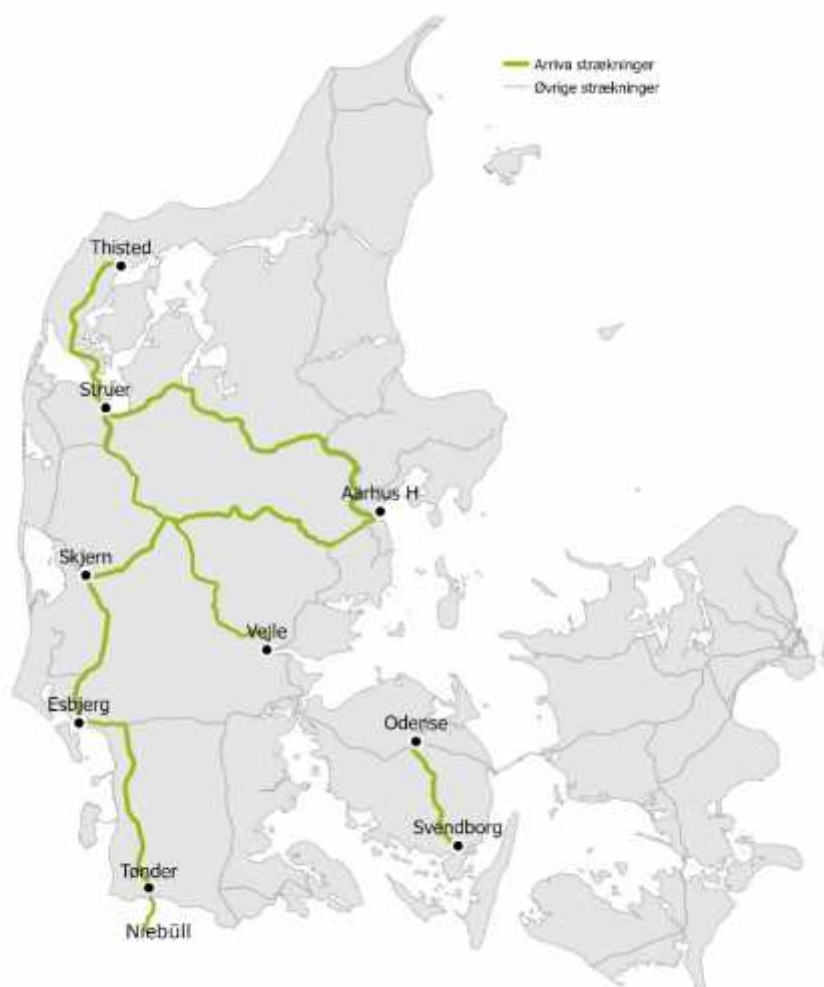 Arriva strækninger
Øvrige strækninger
Thisted
Struer
Aarhus H
Skjern
Vejle
Esbjerg
Odense
Svendborg
Tønder
Niebüll